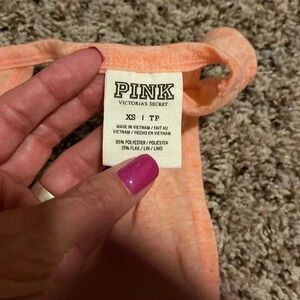 PINK
VICTORIA'S SECRET
XS | TP
MADE IN VIETNAM / FAIT AU
VIETNAM / HECHO EN VIETNAM
85% POLYESTER / POLIÉSTER
15% FLAX / LIN / LINO